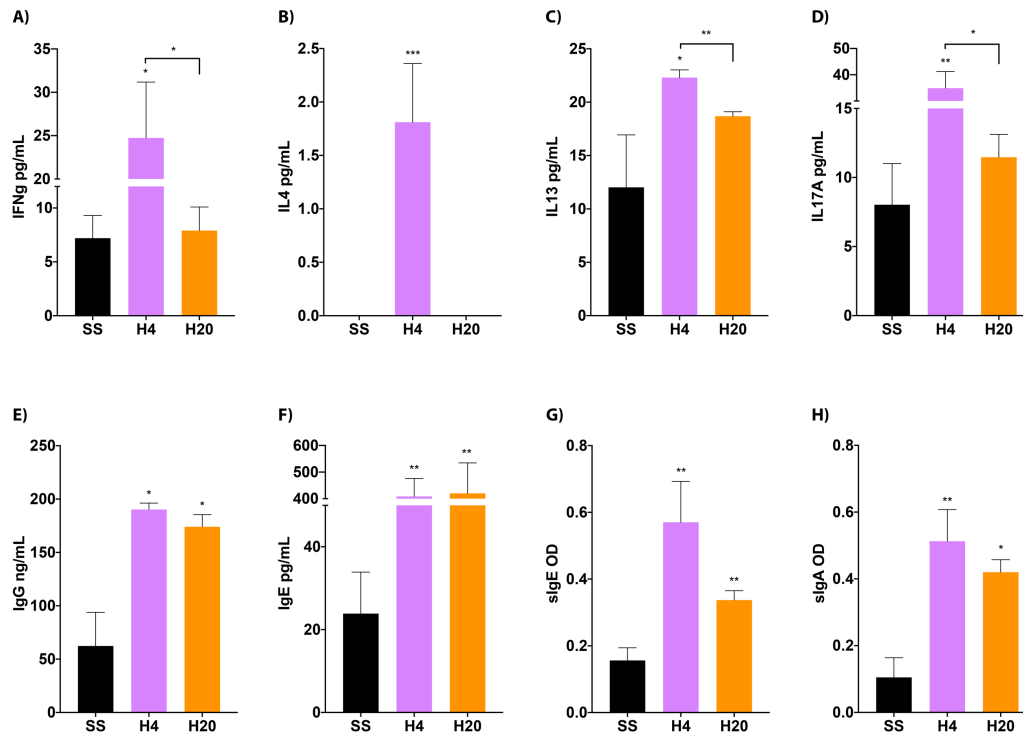 A)
IFNg pg/mL
35
30
25
20
10
5
0
*
*
SS H4 H20
B)
IL4 pg/mL
2.5
2.0
1.5
1.0
0.5
0.0
***
SS H4 H20
C)
IL13 pg/mL
25
20
15
10
5
0
**
*
SS H4 H20
D)
IL17A pg/mL
50
40
15
10
5
0
*
**
SS H4 H20
E)
IgG ng/mL
250
200
150
100
50
0
*
*
SS H4 H20
F)
IgE pg/mL
600
500
400
40
20
0
**
**
SS H4 H20
G)
sIgE OD
0.8
0.6
0.4
0.2
0.0
**
**
SS H4 H20
H)
sIgA OD
0.8
0.6
0.4
0.2
0.0
**
*
SS H4 H20